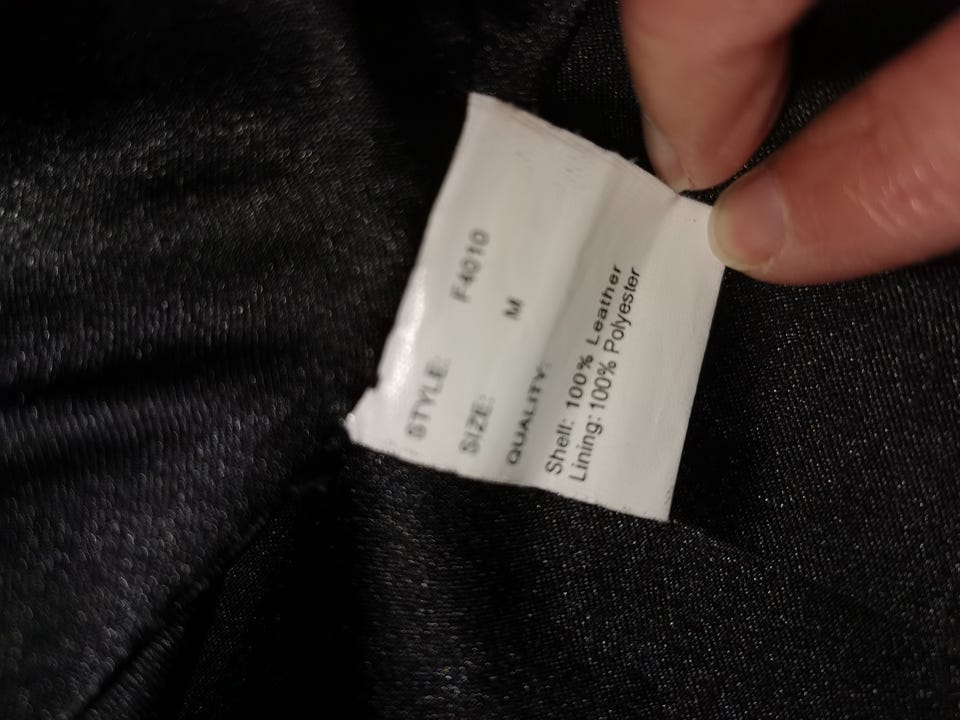 STYLE: F4010
SIZE: M
QUALITY:
Shell: 100% Leather
Lining:100% Polyester